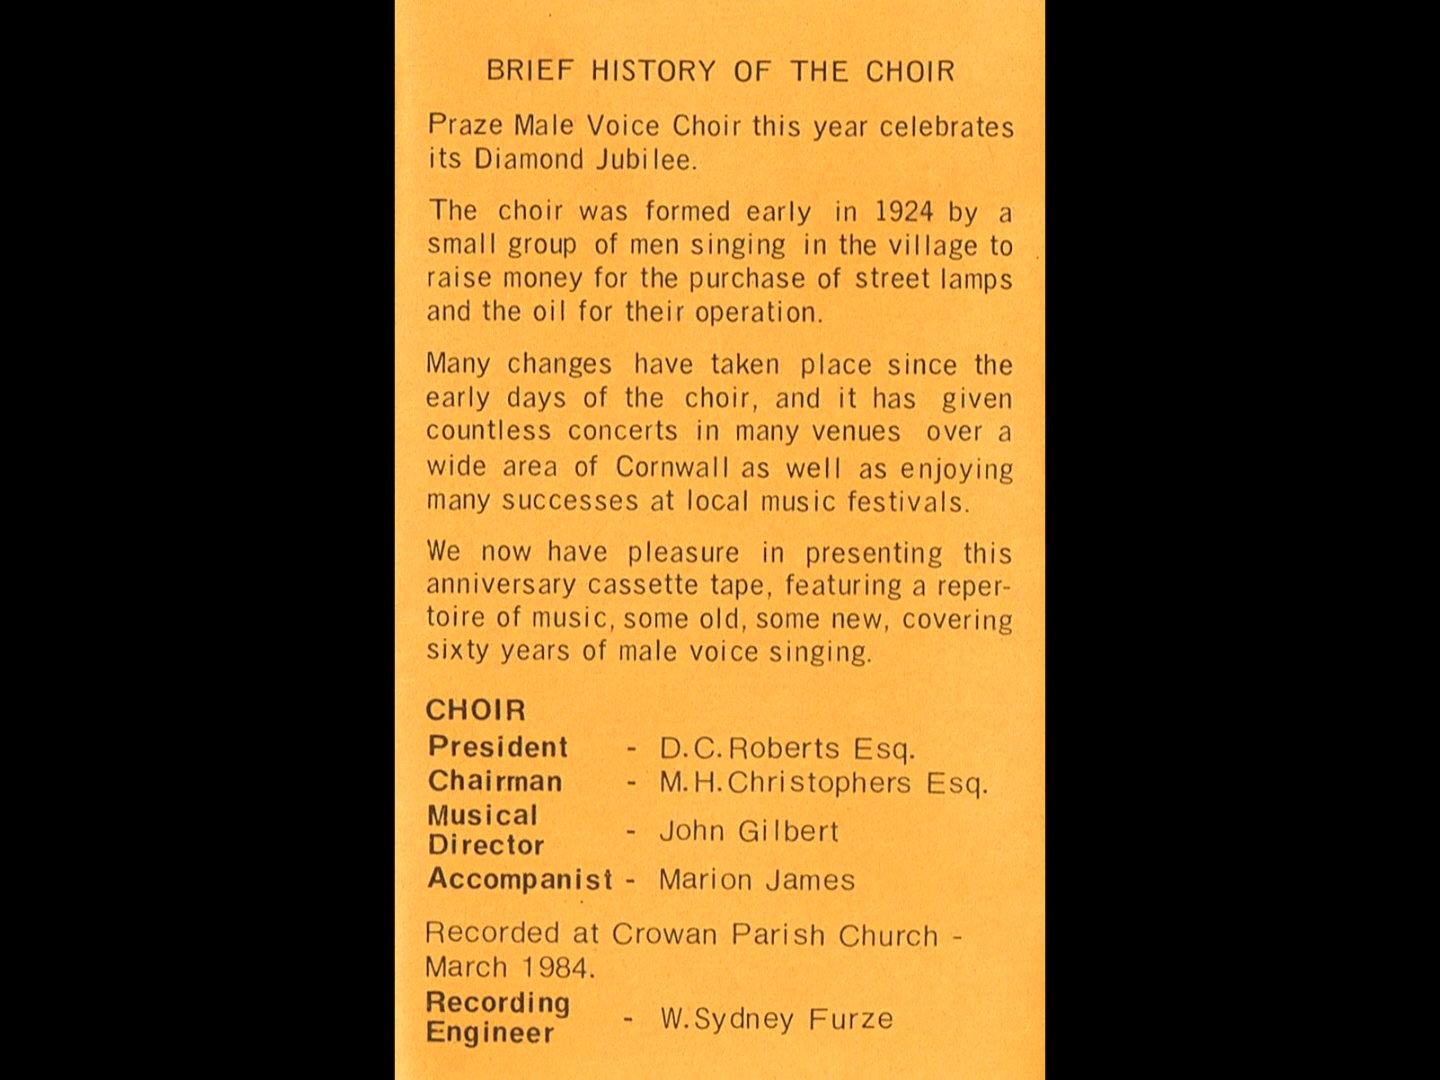 BRIEF HISTORY OF THE CHOIR
Praze Male Voice Choir this year celebrates
its Diamond Jubilee.
The choir was formed early in 1924 by a
small group of men singing in the village to
raise money for the purchase of street lamps
and the oil for their operation.
Many changes have taken place since the
early days of the choir, and it has given
countless concerts in many venues over a
wide area of Cornwall as well as enjoying
many successes at local music festivals.
We now have pleasure in presenting this
anniversary cassette tape, featuring a reper-
toire of music, some old, some new, covering
sixty years of male voice singing.
CHOIR
President - D.C.Roberts Esq.
Chairman - M.H.Christophers Esq.
Musical
Director - John Gilbert
Accompanist - Marion James
Recorded at Crowan Parish Church -
March 1984.
Recording
Engineer - W.Sydney Furze